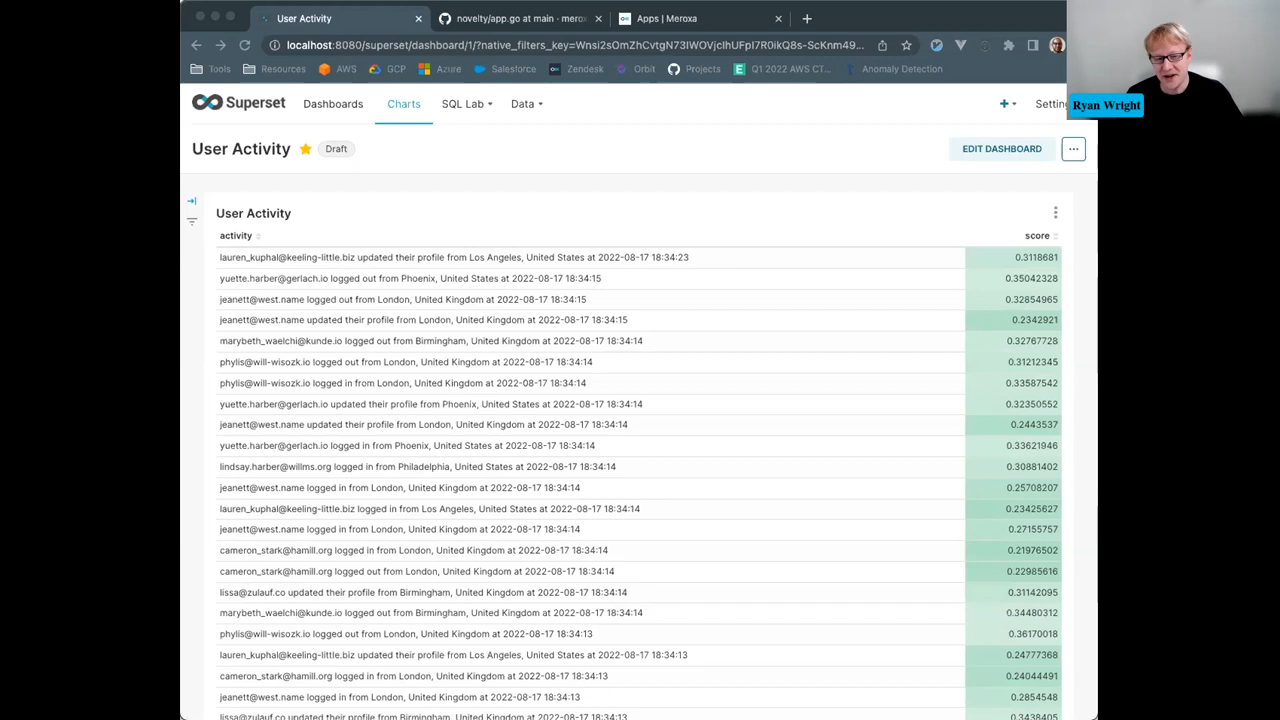 User Activity
novelty/app.go at main · merox
Apps | Meroxa
localhost:8080/superset/dashboard/1/?native_filters_key=Wnsi2sOmZhCvtgN73IWOVjcIhUFpI7R0ikQ8s-ScKnm49...
Tools
Resources
AWS
GCP
Azure
Salesforce
Zendesk
Orbit
Projects
Q1 2022 AWS CT...
Anomaly Detection
Ryan Wright
Superset
Dashboards
Charts
SQL Lab
Data
Settin
User Activity
Draft
EDIT DASHBOARD
User Activity
activity score
lauren_kuphal@keeling-little.biz updated their profile from Los Angeles, United States at 2022-08-17 18:34:23 0.3118681
yuette.harber@gerlach.io logged out from Phoenix, United States at 2022-08-17 18:34:15 0.35042328
jeanett@west.name logged out from London, United Kingdom at 2022-08-17 18:34:15 0.32854965
jeanett@west.name updated their profile from London, United Kingdom at 2022-08-17 18:34:15 0.2342921
marybeth_waelchi@kunde.io logged out from Birmingham, United Kingdom at 2022-08-17 18:34:14 0.32767728
phylis@will-wisozk.io logged out from London, United Kingdom at 2022-08-17 18:34:14 0.31212345
phylis@will-wisozk.io logged in from London, United Kingdom at 2022-08-17 18:34:14 0.33587542
yuette.harber@gerlach.io updated their profile from Phoenix, United States at 2022-08-17 18:34:14 0.32350552
jeanett@west.name updated their profile from London, United Kingdom at 2022-08-17 18:34:14 0.2443537
yuette.harber@gerlach.io logged in from Phoenix, United States at 2022-08-17 18:34:14 0.33621946
lindsay.harber@willms.org logged in from Philadelphia, United States at 2022-08-17 18:34:14 0.30881402
jeanett@west.name logged in from London, United Kingdom at 2022-08-17 18:34:14 0.25708207
lauren_kuphal@keeling-little.biz logged in from Los Angeles, United States at 2022-08-17 18:34:14 0.23425627
jeanett@west.name logged in from London, United Kingdom at 2022-08-17 18:34:14 0.27155757
cameron_stark@hamill.org logged in from London, United Kingdom at 2022-08-17 18:34:14 0.21976502
cameron_stark@hamill.org logged out from London, United Kingdom at 2022-08-17 18:34:14 0.22985616
lissa@zulauf.co updated their profile from Birmingham, United Kingdom at 2022-08-17 18:34:14 0.31142095
marybeth_waelchi@kunde.io logged out from Birmingham, United Kingdom at 2022-08-17 18:34:14 0.34480312
phylis@will-wisozk.io logged out from London, United Kingdom at 2022-08-17 18:34:13 0.36170018
lauren_kuphal@keeling-little.biz updated their profile from Los Angeles, United States at 2022-08-17 18:34:13 0.24777368
cameron_stark@hamill.org logged in from London, United Kingdom at 2022-08-17 18:34:13 0.24044491
jeanett@west.name logged in from London, United Kingdom at 2022-08-17 18:34:13 0.2854548
lissa@zulauf.co updated their profile from Birmingham, United Kingdom at 2022-08-17 18:34:13 0.3438405